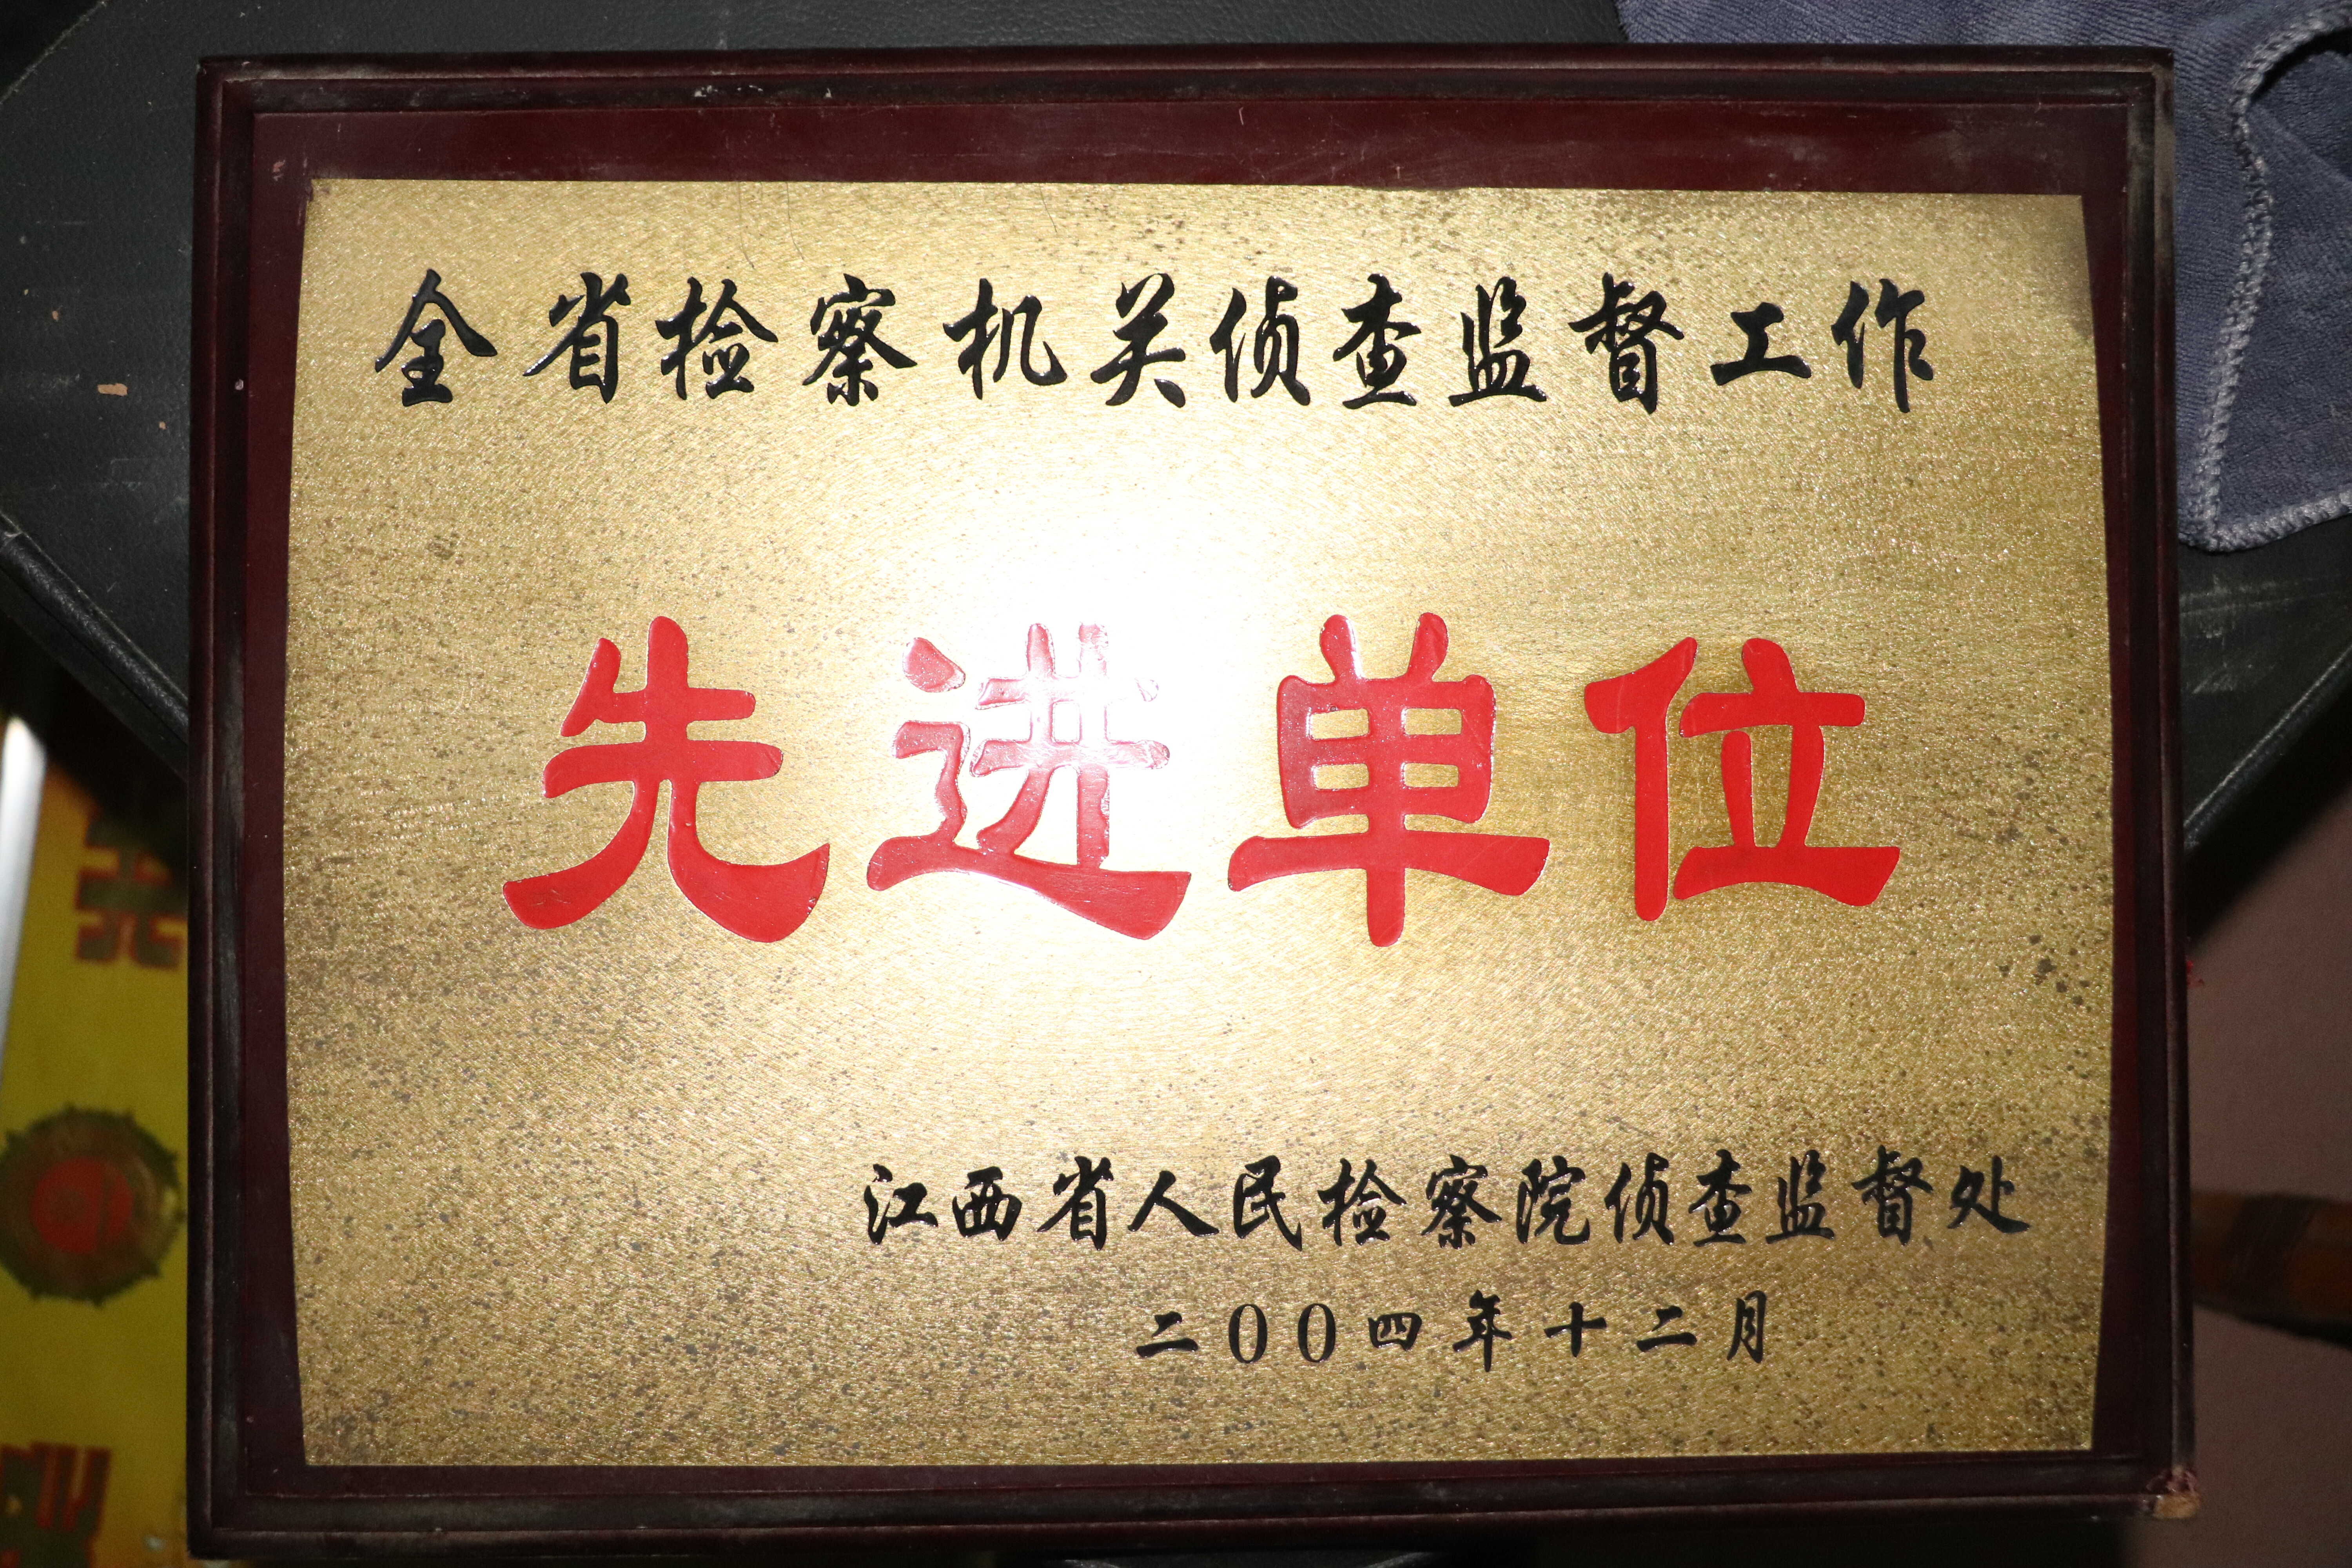 全省检察机关侦查监督工作
先进单位
江西省人民检察院侦查监督处
二00四年十二月